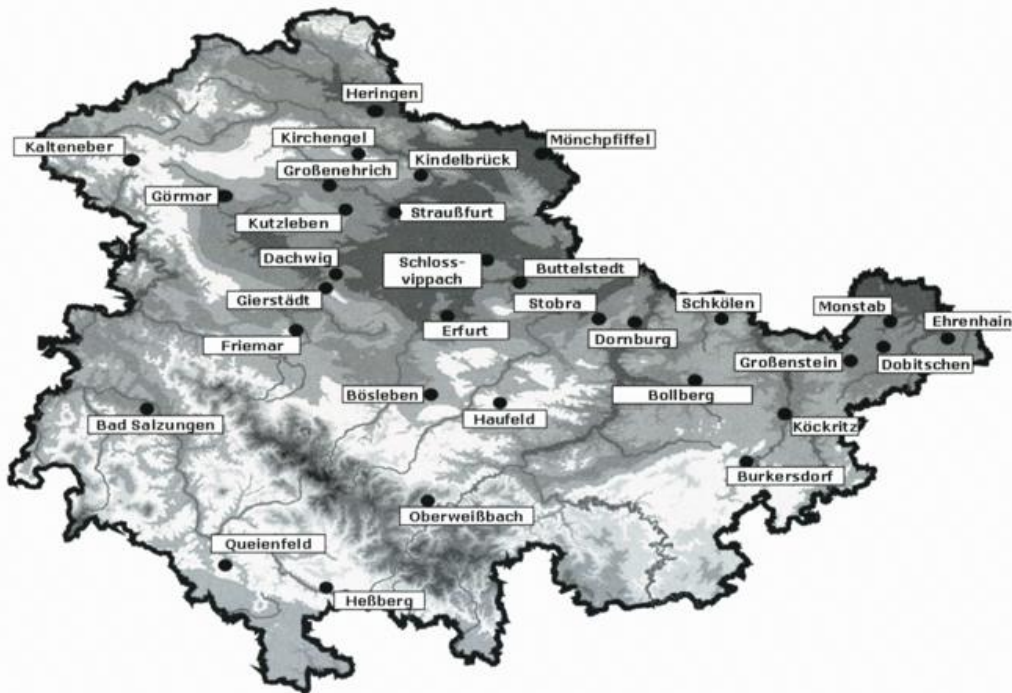 Heringen
Kirchengel
Mönchpfiffel
Kalteneber
Kindelbrück
Großenehrich
Görmar
Kutzleben
Straußfurt
Dachwig
Schloss-
vippach
Buttelstedt
Gierstädt
Stobra
Schkölen
Monstab
Ehrenhain
Erfurt
Dornburg
Friemar
Großenstein
Dobitschen
Bösleben
Haufeld
Bollberg
Bad Salzungen
Köckritz
Burkersdorf
Oberweißbach
Queienfeld
Heßberg